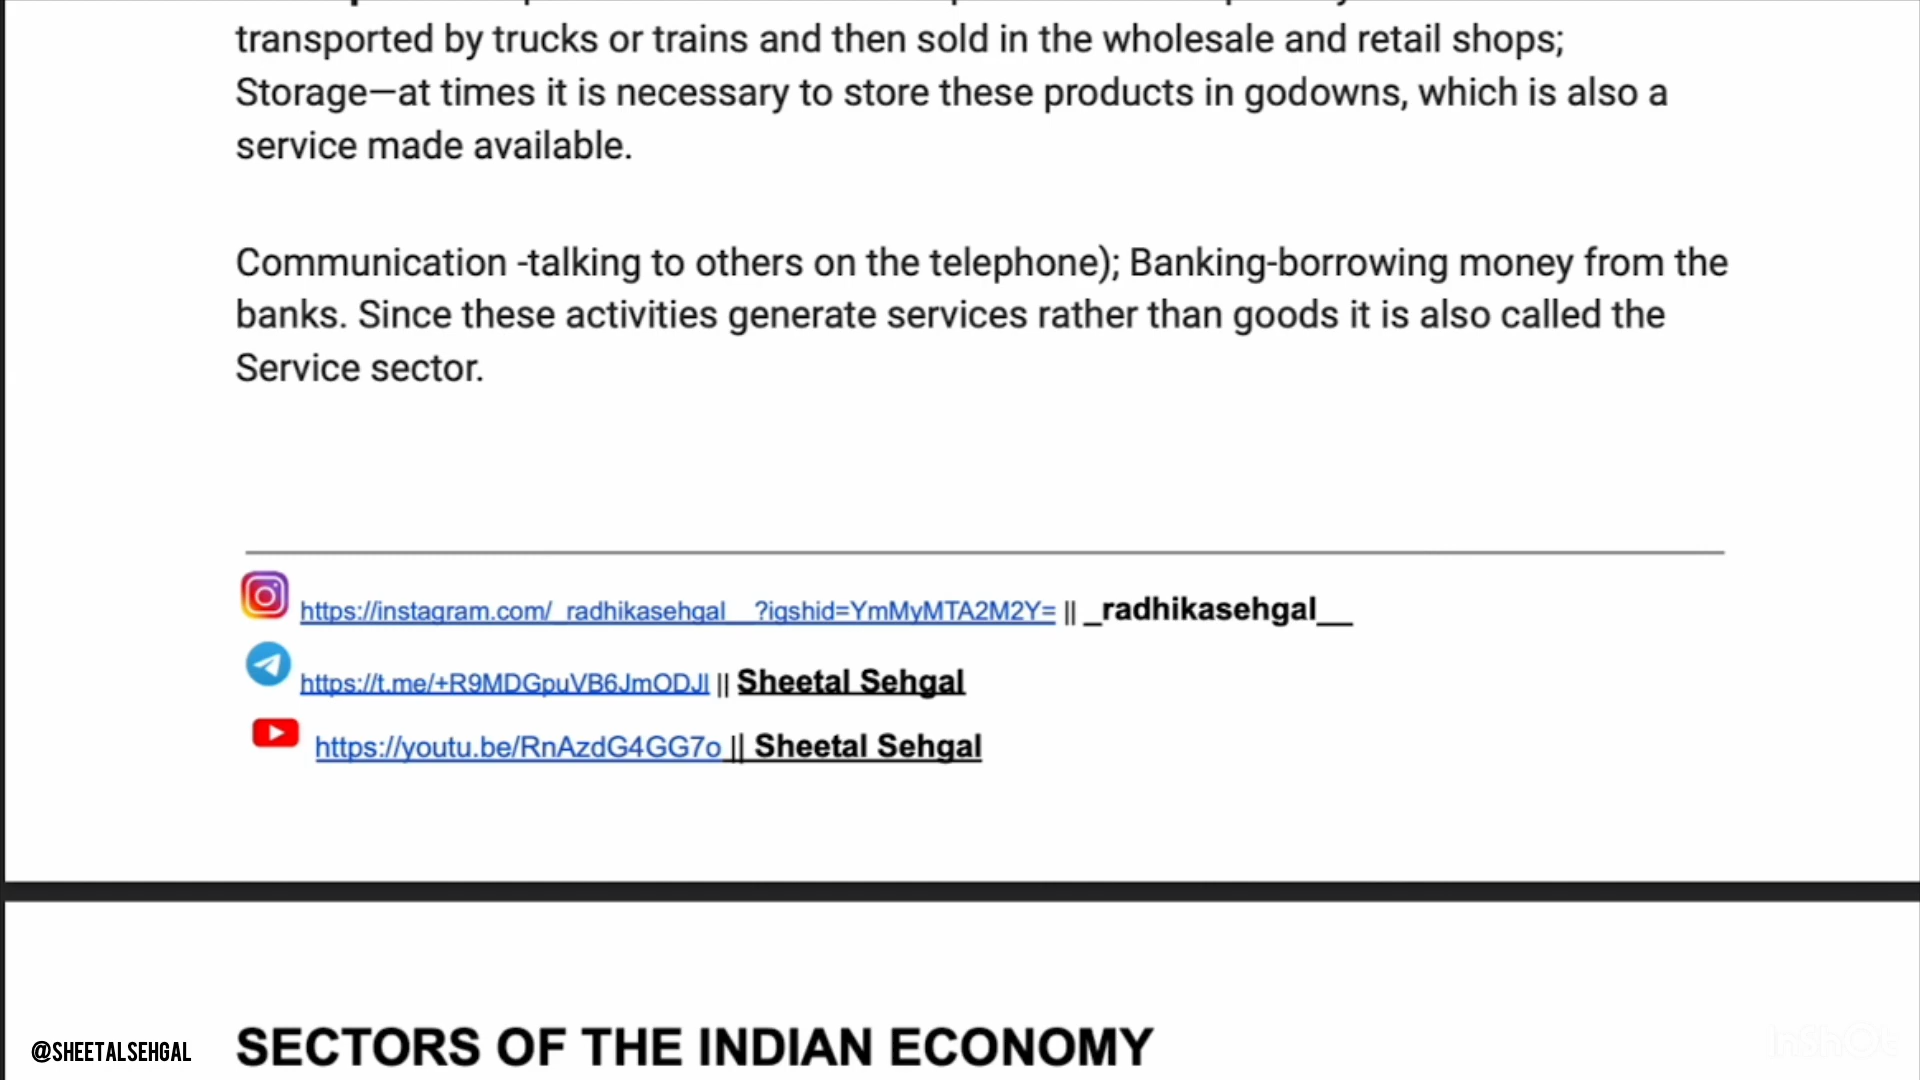 transported by trucks or trains and then sold in the wholesale and retail shops;
Storage—at times it is necessary to store these products in godowns, which is also a
service made available.
Communication -talking to others on the telephone); Banking-borrowing money from the
banks. Since these activities generate services rather than goods it is also called the
Service sector.
https://instagram.com/_radhikasehgal__?igshid=YmMyMTA2M2Y= || _radhikasehgal__
https://t.me/+R9MDGpuVB6JmODJl || Sheetal Sehgal
https://youtu.be/RnAzdG4GG7o || Sheetal Sehgal
@SHEETALSEHGAL
SECTORS OF THE INDIAN ECONOMY
InShOt